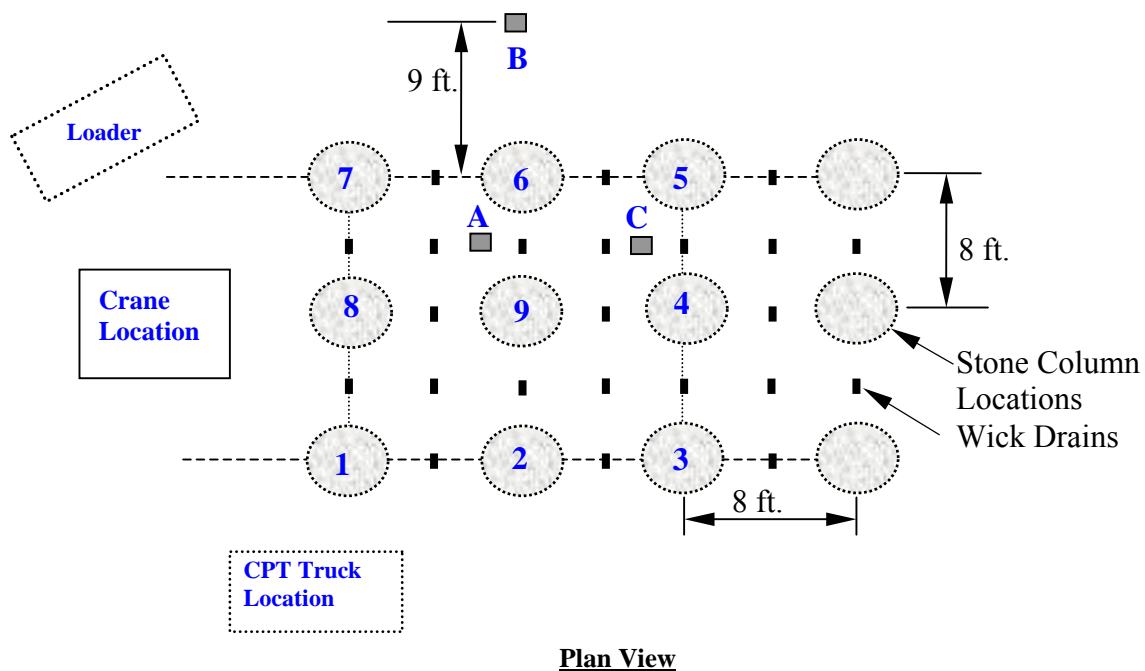 B
9 ft.
Loader
7
6
5
A
C
8 ft.
Crane
Location
8
9
4
Stone Column
Locations
Wick Drains
1
2
3
8 ft.
CPT Truck
Location
Plan View